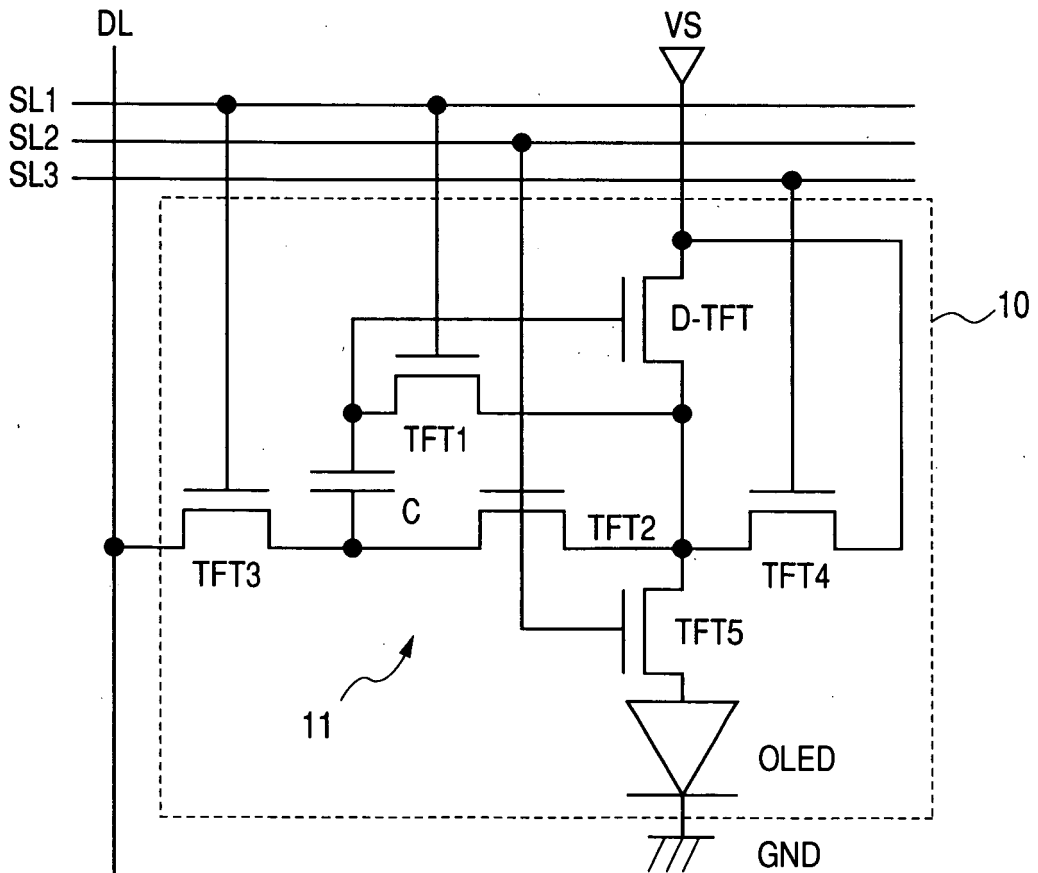 DL
VS
SL1
SL2
SL3
10
D-TFT
TFT1
C
TFT2
TFT3
TFT4
TFT5
11
OLED
GND